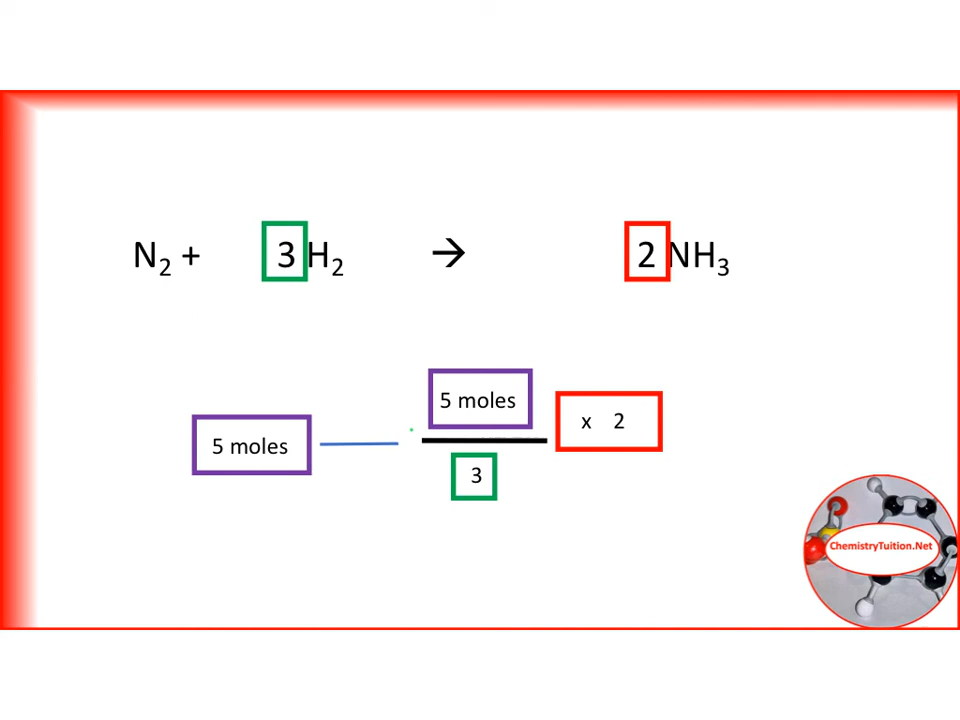 N₂ + 3 H₂ → 2 NH₃
5 moles
5 moles
x 2
3
ChemistryTuition.Net